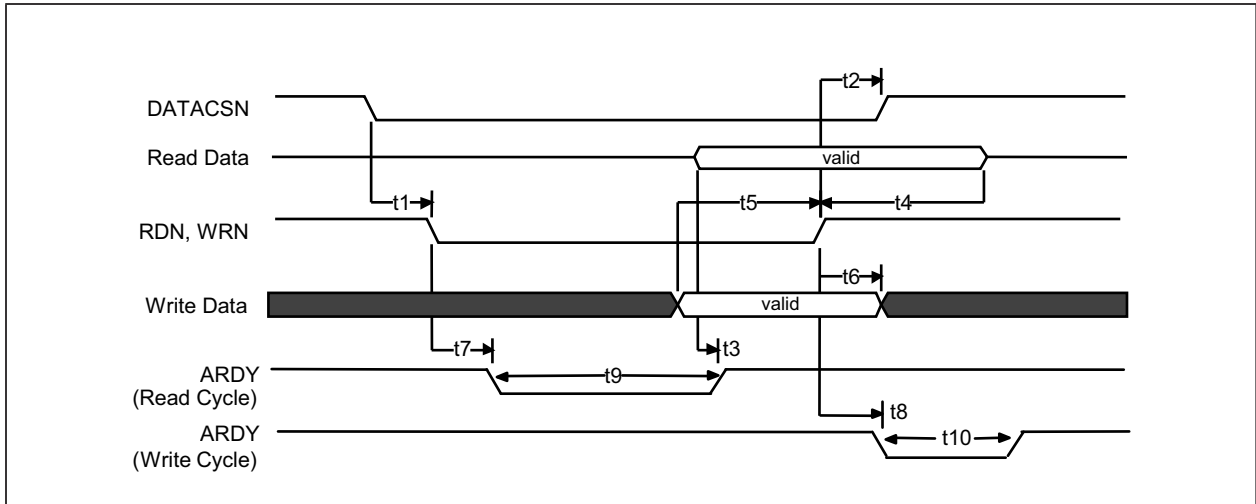 t2
DATACSN
Read Data
valid
t1
t5
t4
RDN, WRN
t6
Write Data
valid
t7
t3
ARDY
(Read Cycle)
t9
t8
ARDY
(Write Cycle)
t10